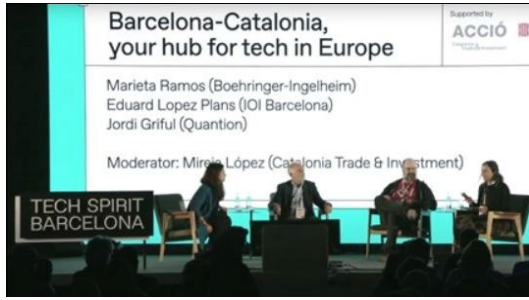 Barcelona-Catalonia,
your hub for tech in Europe
Supported by
ACCIÓ
Marieta Ramos (Boehringer-Ingelheim)
Eduard Lopez Plans (IOI Barcelona)
Jordi Griful (Quantion)
Moderator: Mireia López (Catalonia Trade & Investment)
TECH SPIRIT
BARCELONA